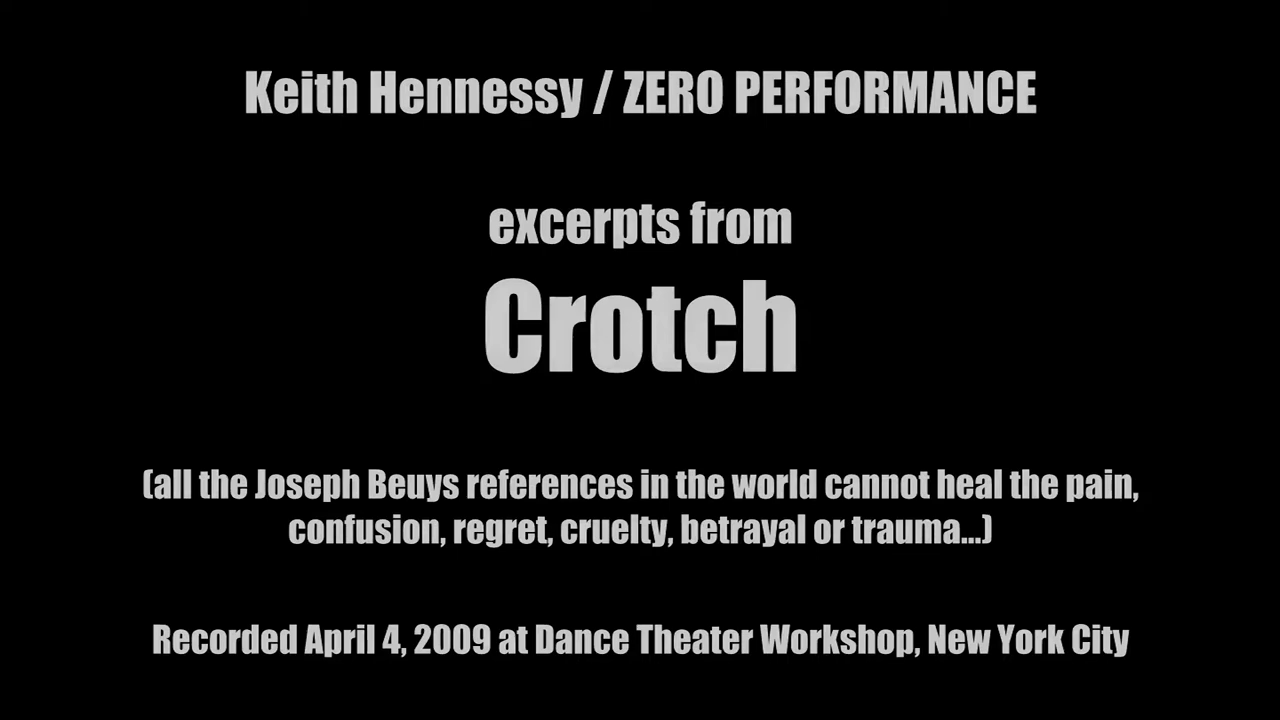 Keith Hennessy / ZERO PERFORMANCE
excerpts from
Crotch
(all the Joseph Beuys references in the world cannot heal the pain,
confusion, regret, cruelty, betrayal or trauma...)
Recorded April 4, 2009 at Dance Theater Workshop, New York City